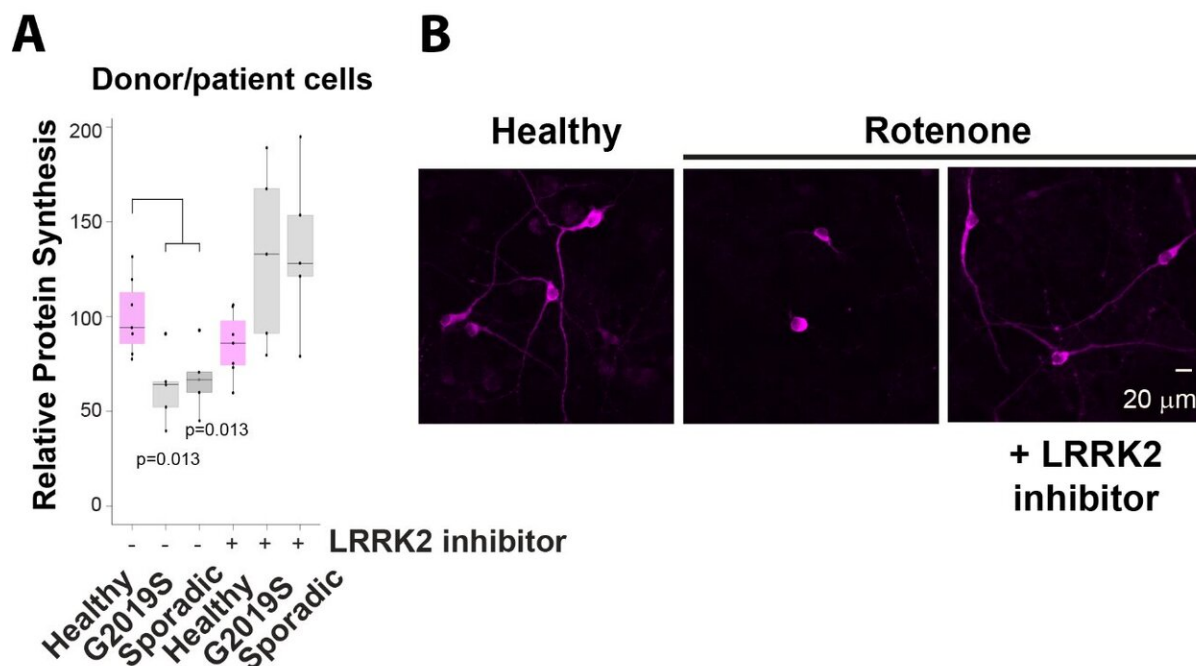 A
Donor/patient cells
Relative Protein Synthesis
200
150
100
50
0
p=0.013
p=0.013
- - - + + + LRRK2 inhibitor
Healthy
G2019S
Sporadic
Healthy
G2019S
Sporadic
B
Healthy
Rotenone
20 μm
+ LRRK2
inhibitor